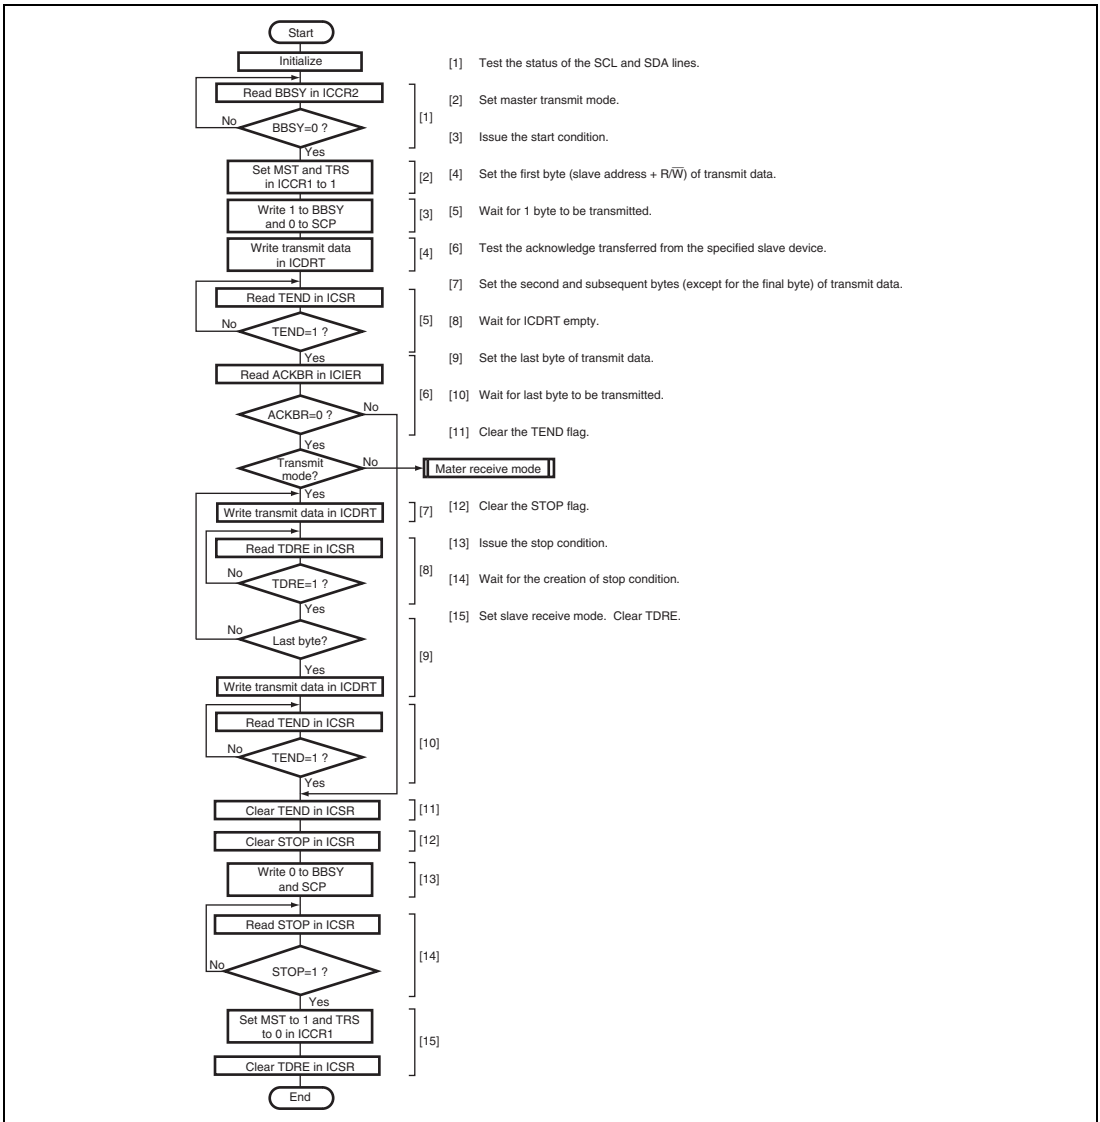 Start
Initialize
Read BBSY in ICCR2
No
BBSY=0 ?
Yes
[1]
Set MST and TRS
in ICCR1 to 1
[2]
Write 1 to BBSY
and 0 to SCP
[3]
Write transmit data
in ICDRT
[4]
Read TEND in ICSR
No
TEND=1 ?
Yes
[5]
Read ACKBR in ICIER
ACKBR=0 ?
No
Yes
[6]
Transmit
mode?
No
Mater receive mode
Yes
Write transmit data in ICDRT
[7]
Read TDRE in ICSR
No
TDRE=1 ?
Yes
[8]
No
Last byte?
Yes
Write transmit data in ICDRT
[9]
Read TEND in ICSR
No
TEND=1 ?
Yes
[10]
Clear TEND in ICSR
[11]
Clear STOP in ICSR
[12]
Write 0 to BBSY
and SCP
[13]
Read STOP in ICSR
No
STOP=1 ?
Yes
[14]
Set MST to 1 and TRS
to 0 in ICCR1
Clear TDRE in ICSR
[15]
End
[1] Test the status of the SCL and SDA lines.
[2] Set master transmit mode.
[3] Issue the start condition.
[4] Set the first byte (slave address + R/W̅) of transmit data.
[5] Wait for 1 byte to be transmitted.
[6] Test the acknowledge transferred from the specified slave device.
[7] Set the second and subsequent bytes (except for the final byte) of transmit data.
[8] Wait for ICDRT empty.
[9] Set the last byte of transmit data.
[10] Wait for last byte to be transmitted.
[11] Clear the TEND flag.
[12] Clear the STOP flag.
[13] Issue the stop condition.
[14] Wait for the creation of stop condition.
[15] Set slave receive mode. Clear TDRE.